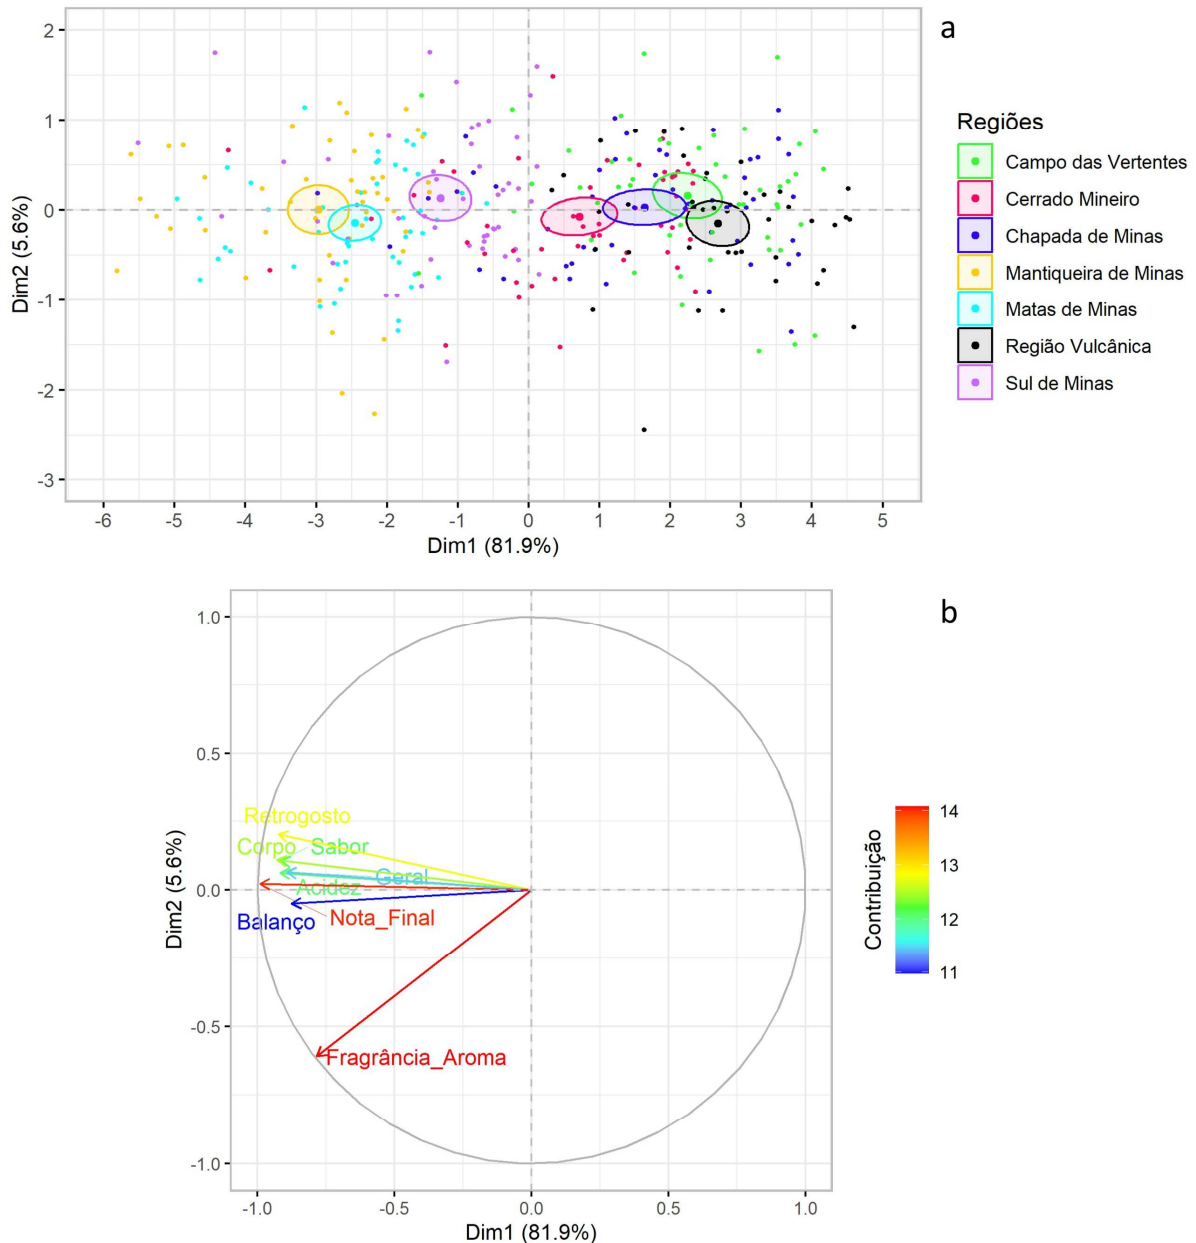 a
2
1
0
-1
-2
-3
Dim2 (5.6%)
-6 -5 -4 -3 -2 -1 0 1 2 3 4 5
Dim1 (81.9%)
Regiões
Campo das Vertentes
Cerrado Mineiro
Chapada de Minas
Mantiqueira de Minas
Matas de Minas
Região Vulcânica
Sul de Minas
b
1.0
0.5
0.0
-0.5
-1.0
Dim2 (5.6%)
Retrogosto
Corpo Sabor
Geral
Acidez
Balanço Nota_Final
Fragrância_Aroma
-1.0 -0.5 0.0 0.5 1.0
Dim1 (81.9%)
Contribuição
14
13
12
11